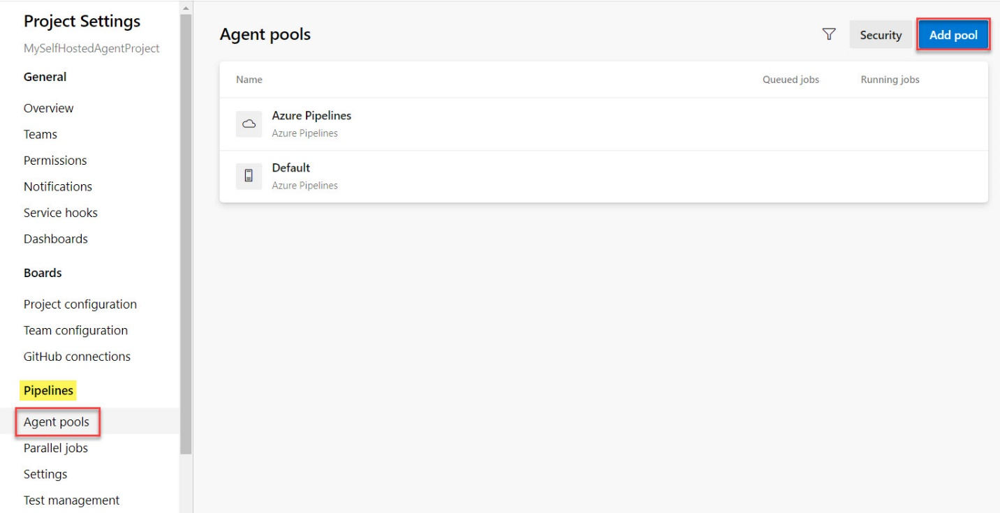 Project Settings
MySelfHostedAgentProject
General
Overview
Teams
Permissions
Notifications
Service hooks
Dashboards
Boards
Project configuration
Team configuration
GitHub connections
Pipelines
Agent pools
Parallel jobs
Settings
Test management
Agent pools
Security
Add pool
Name
Queued jobs
Running jobs
Azure Pipelines
Azure Pipelines
Default
Azure Pipelines